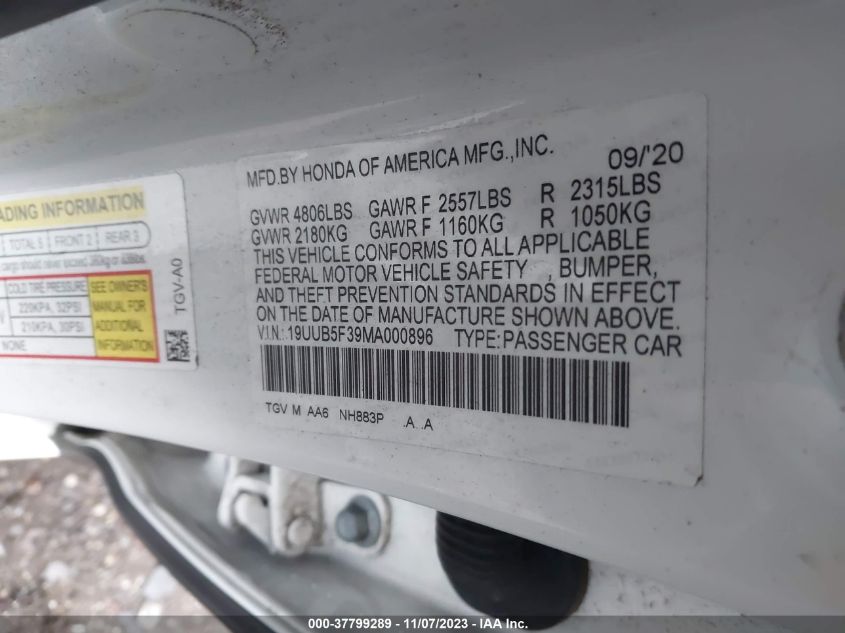 MFD.BY HONDA OF AMERICA MFG.,INC. 09/'20
GVWR 4806LBS GAWR F 2557LBS R 2315LBS
GVWR 2180KG GAWR F 1160KG R 1050KG
THIS VEHICLE CONFORMS TO ALL APPLICABLE
FEDERAL MOTOR VEHICLE SAFETY , BUMPER,
AND THEFT PREVENTION STANDARDS IN EFFECT
ON THE DATE OF MANUFACTURE SHOWN ABOVE.
V.I.N.: 19UUB5F39MA000896 TYPE:PASSENGER CAR
TGV M AA6 NH883P .A .A
ADING INFORMATION
TOTAL 5 FRONT 2 REAR 3
cargo should never exceed
COLD TIRE PRESSURE
220KPA, 32PSI
210KPA, 30PSI
NONE
SEE OWNER'S
MANUAL FOR
ADDITIONAL
INFORMATION
TGV-A0
000-37799289 - 11/07/2023 - IAA Inc.